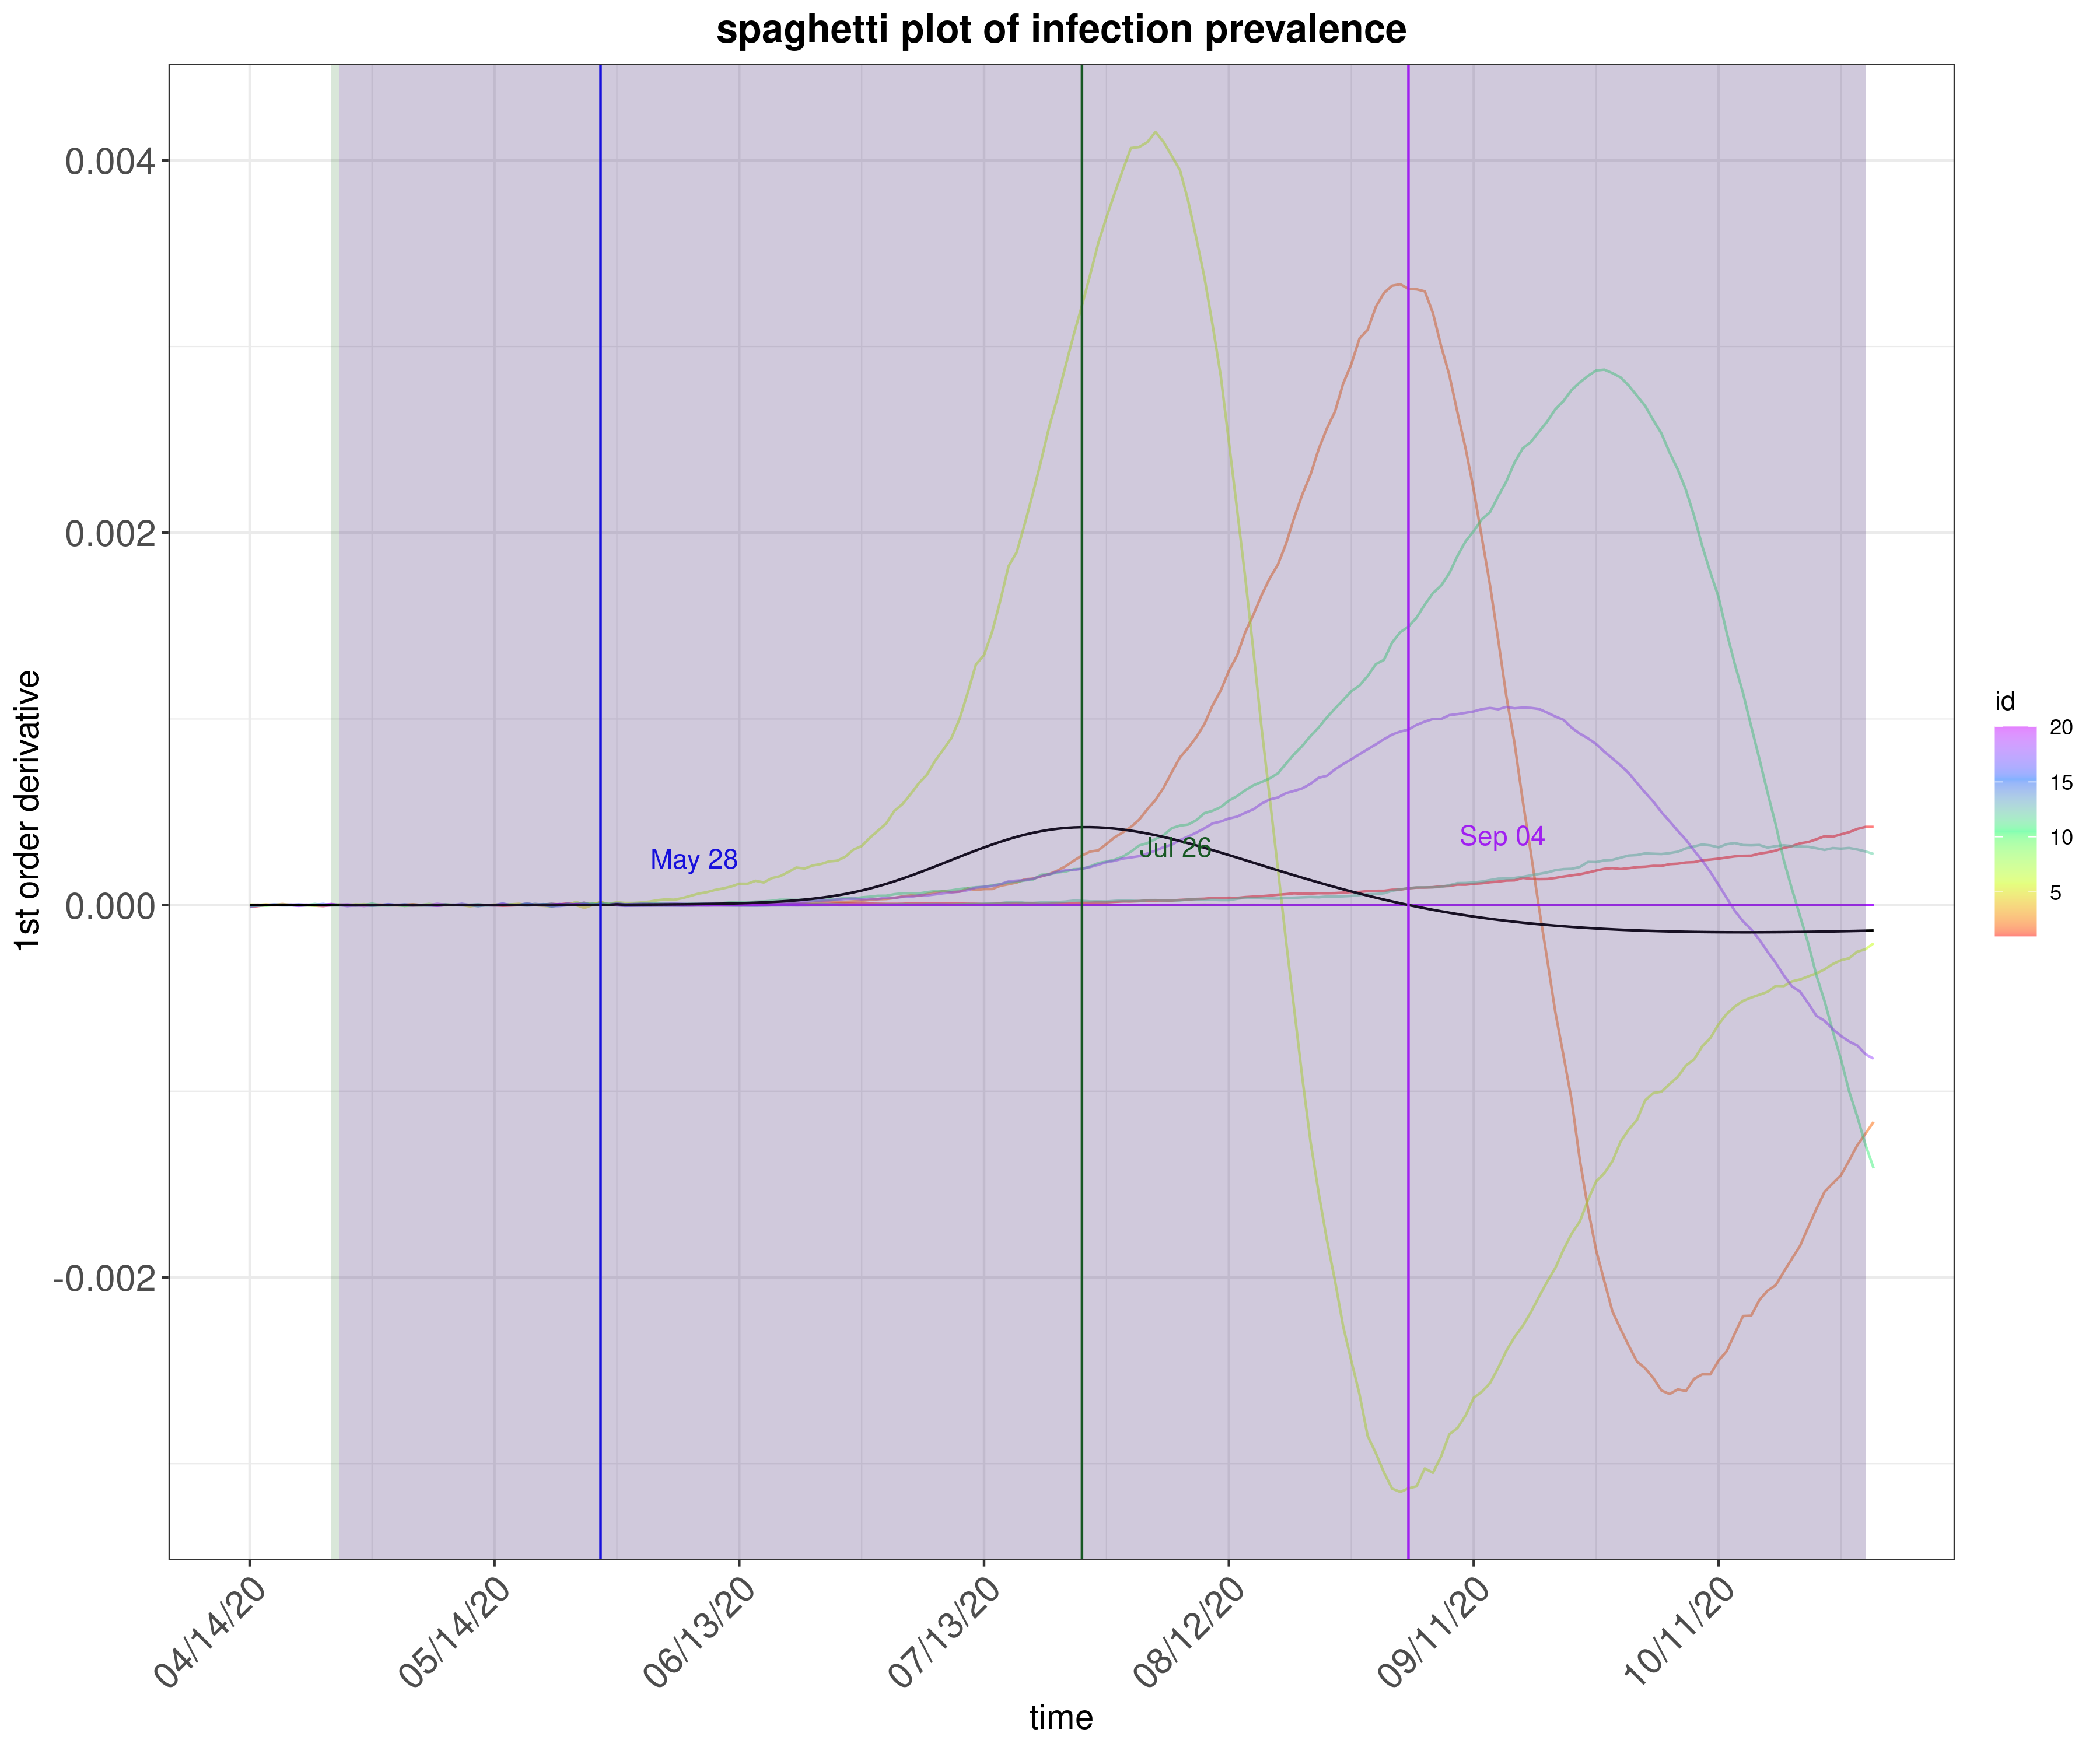 spaghetti plot of infection prevalence
1st order derivative
0.004
0.002
0.000
-0.002
May 28
Jul 26
Sep 04
id
20
15
10
5
04/14/20
05/14/20
06/13/20
07/13/20
08/12/20
09/11/20
10/11/20
time